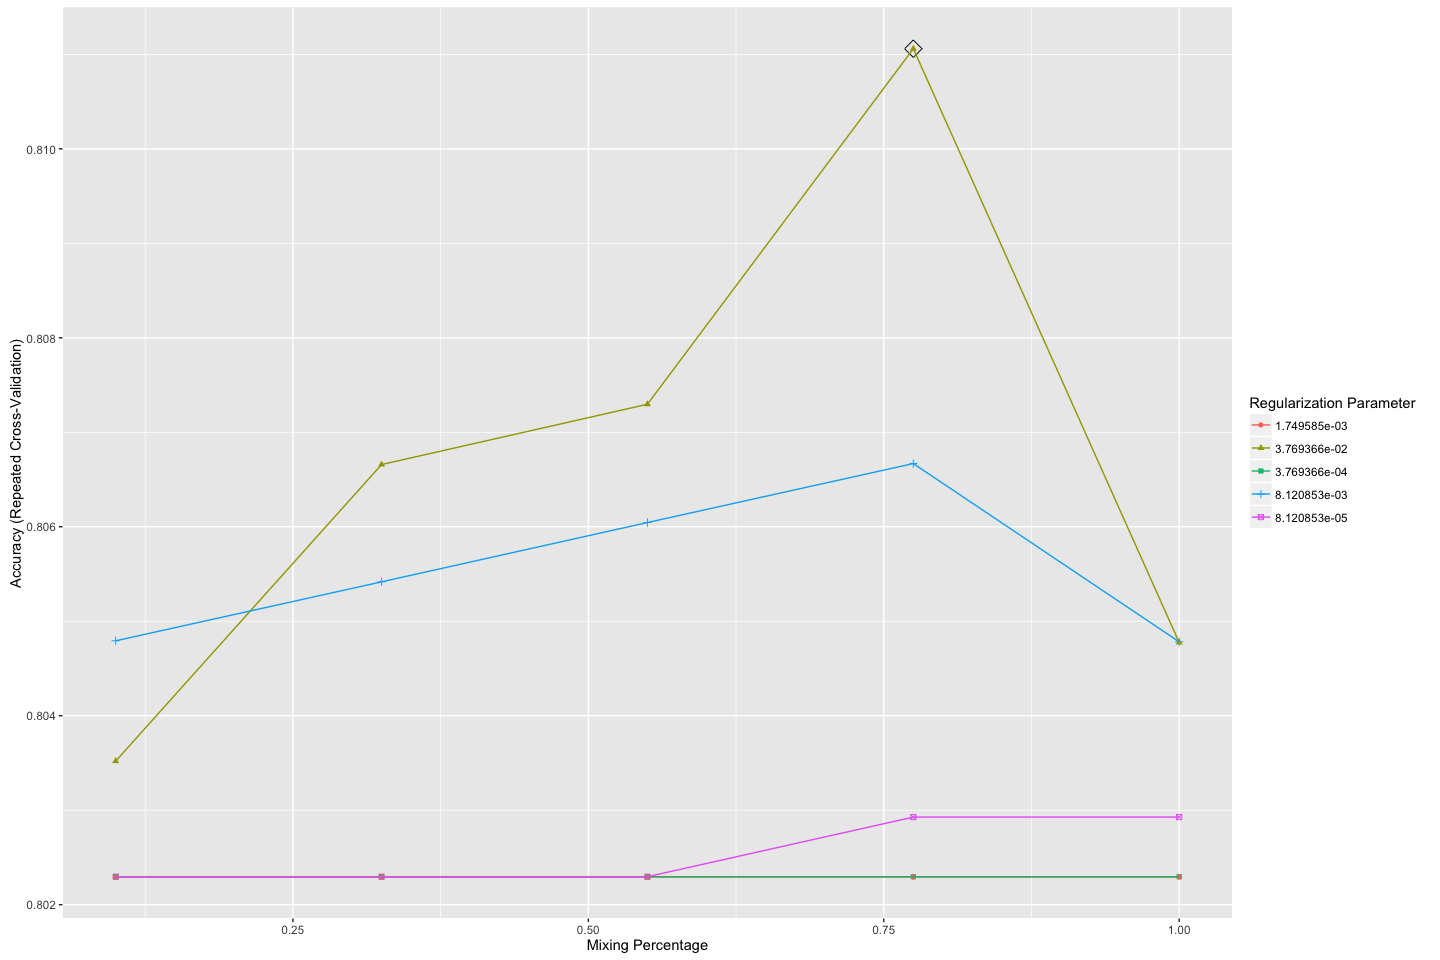 Accuracy (Repeated Cross-Validation)
0.810
0.808
0.806
0.804
0.802
0.25
0.50
0.75
1.00
Mixing Percentage
Regularization Parameter
1.749585e-03
3.769366e-02
3.769366e-04
8.120853e-03
8.120853e-05